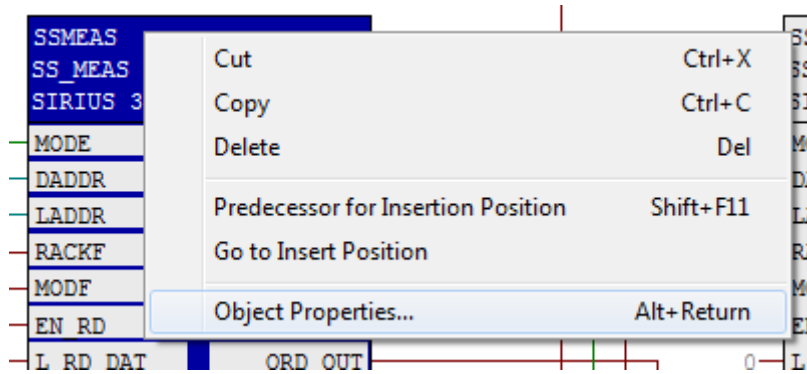 SSMEAS
SS_MEAS
SIRIUS 3
MODE
DADDR
LADDR
RACKF
MODF
EN_RD
L_RD_DAT ORD_OUT
Cut Ctrl+X
Copy Ctrl+C
Delete Del
Predecessor for Insertion Position Shift+F11
Go to Insert Position
Object Properties... Alt+Return
0